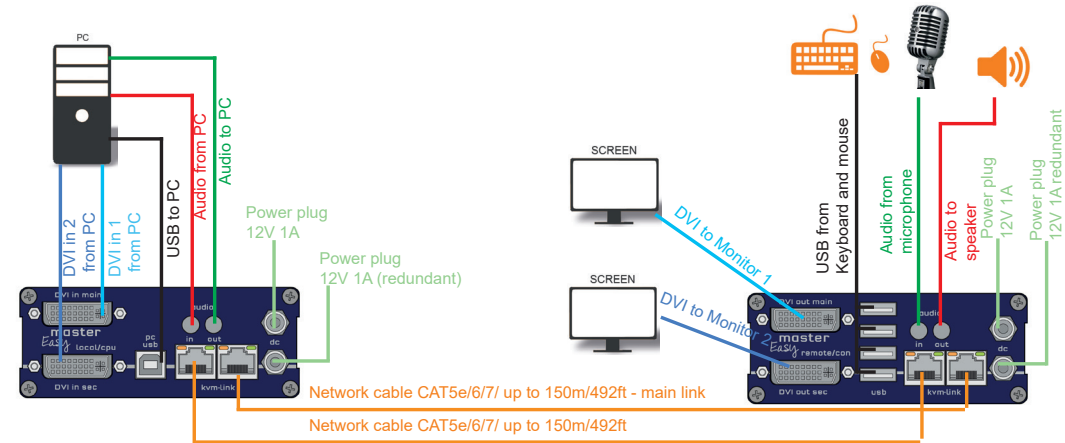 PC
Audio from PC
Audio to PC
USB to PC
DVI in 2
from PC
DVI in 1
from PC
Power plug
12V 1A
Power plug
12V 1A (redundant)
DVI in main
audio
master
Easy
local/cpu
pc
usb
in
out
dc
DVI in sec
kvm-link
SCREEN
SCREEN
DVI to Monitor 1
DVI to Monitor 2
USB from
Keyboard and mouse
Audio from
microphone
Audio to
speaker
Power plug
12V 1A
Power plug
12V 1A redundant
DVI out main
audio
master
Easy
remote/con
in
out
dc
DVI out sec
usb
kvm-link
Network cable CAT5e/6/7/ up to 150m/492ft - main link
Network cable CAT5e/6/7/ up to 150m/492ft